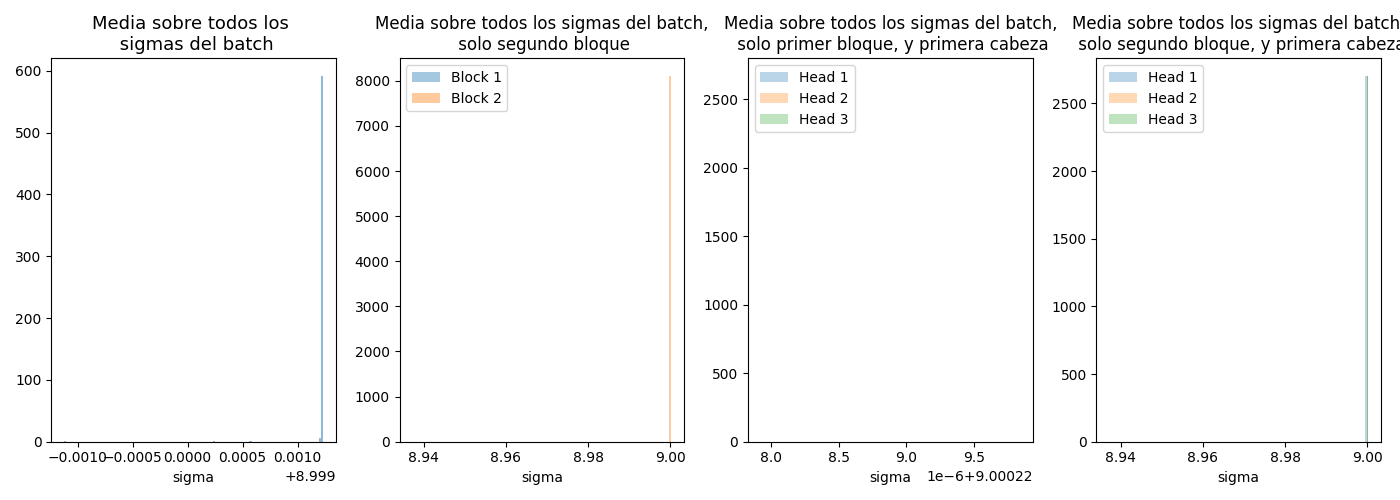 Media sobre todos los
sigmas del batch
600
500
400
300
200
100
0
−0.0010
−0.0005
0.0000
0.0005
0.0010
sigma
+8.999
Media sobre todos los sigmas del batch,
solo segundo bloque
Block 1
Block 2
8000
7000
6000
5000
4000
3000
2000
1000
0
8.94
8.96
8.98
9.00
sigma
Media sobre todos los sigmas del batch,
solo primer bloque, y primera cabeza
Head 1
Head 2
Head 3
2500
2000
1500
1000
500
0
8.0
8.5
9.0
9.5
sigma
1e−6+9.00022
Media sobre todos los sigmas del batch
solo segundo bloque, y primera cabeza
Head 1
Head 2
Head 3
2500
2000
1500
1000
500
0
8.94
8.96
8.98
9.00
sigma